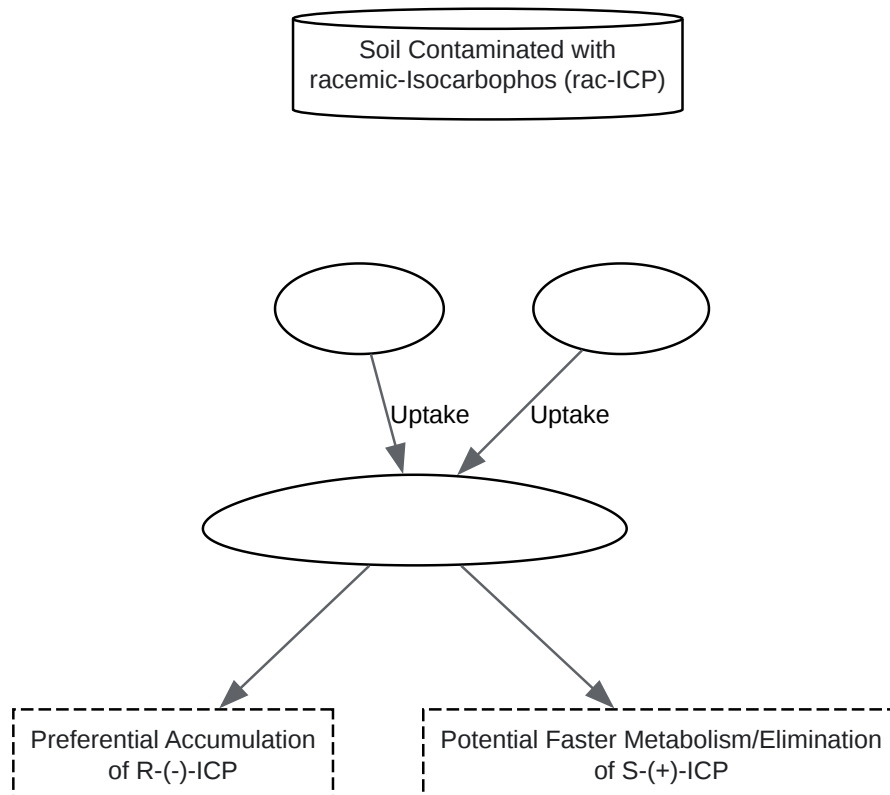 Soil Contaminated with
racemic-Isocarbophos (rac-ICP)
Uptake
Uptake
Preferential Accumulation
of R-(-)-ICP
Potential Faster Metabolism/Elimination
of S-(+)-ICP